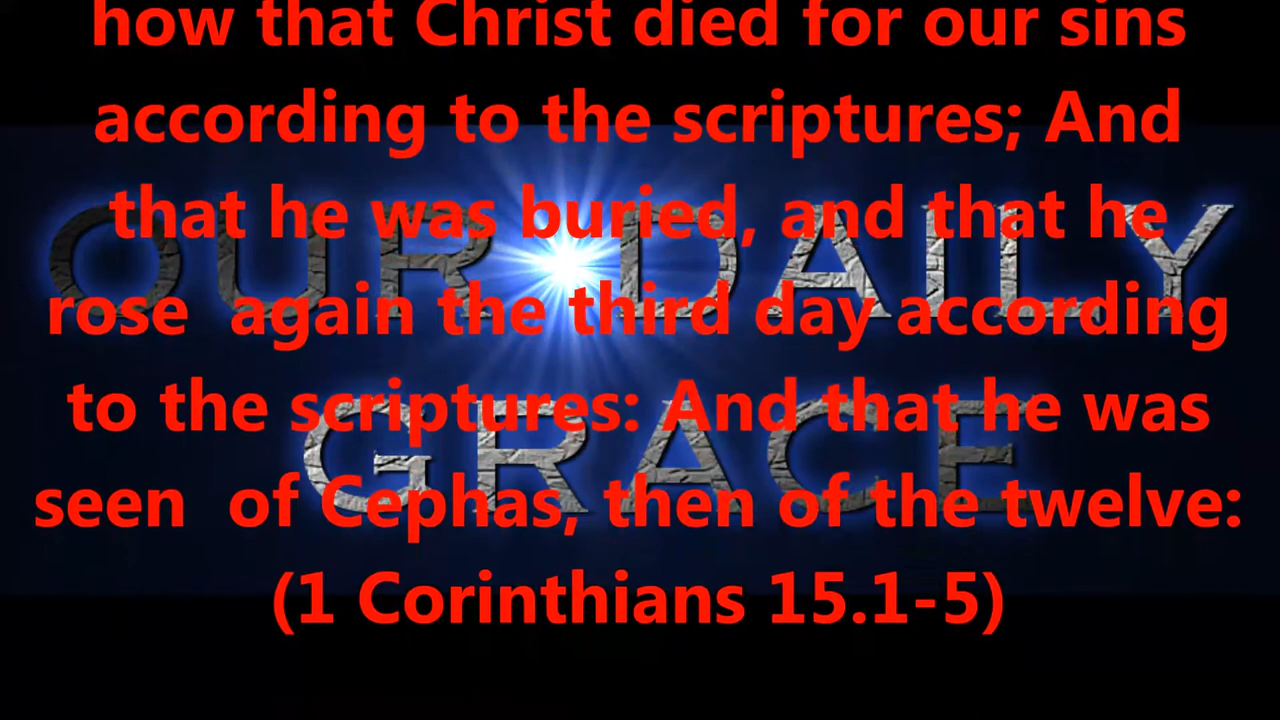 how that Christ died for our sins
according to the scriptures; And
that he was buried, and that he
rose  again the third day according
to the scriptures: And that he was
seen  of Cephas, then of the twelve:
(1 Corinthians 15.1-5)
OUR DAILY
GRACE